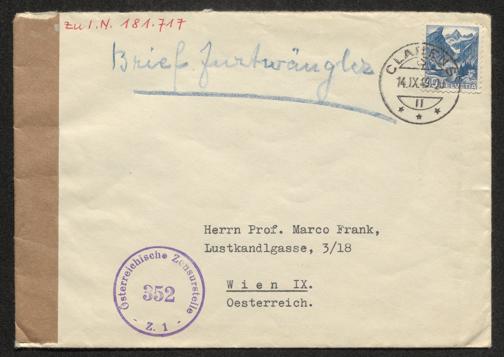 zu I.N. 181.717
Brief Furtwängler
CLARENS
14.IX.49
II
HELVETIA
Herrn Prof. Marco Frank,
Lustkandlgasse, 3/18
Wien IX.
Oesterreich.
Österreichische Zensurstelle
352
- Z. 1 -